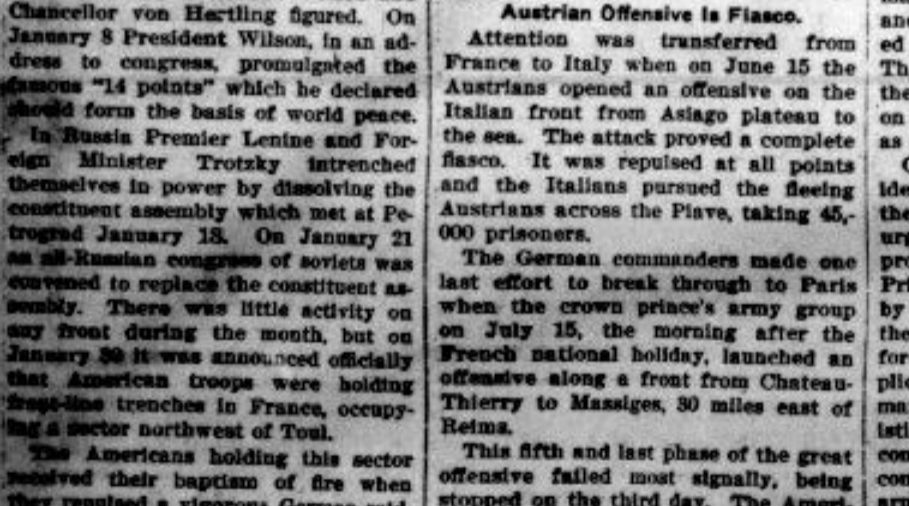 Chancellor von Hertling figured. On
January 8 President Wilson, in an ad-
dress to congress, promulgated the
famous "14 points" which he declared
should form the basis of world peace.
In Russia Premier Lenine and For-
eign Minister Trotzky intrenched
themselves in power by dissolving the
constituent assembly which met at Pe-
trograd January 18. On January 21
an all-Russian congress of soviets was
convened to replace the constituent as-
sembly. There was little activity on
any front during the month, but on
January 30 it was announced officially
that American troops were holding
front-line trenches in France, occupy-
ing a sector northwest of Toul.
The Americans holding this sector
received their baptism of fire when
they repulsed a vigorous German raid
Austrian Offensive Is Fiasco.
Attention was transferred from
France to Italy when on June 15 the
Austrians opened an offensive on the
Italian front from Asiago plateau to
the sea. The attack proved a complete
fiasco. It was repulsed at all points
and the Italians pursued the fleeing
Austrians across the Piave, taking 45,-
000 prisoners.
The German commanders made one
last effort to break through to Paris
when the crown prince's army group
on July 15, the morning after the
French national holiday, launched an
offensive along a front from Chateau-
Thierry to Massiges, 30 miles east of
Reims.
This fifth and last phase of the great
offensive failed most signally, being
stopped on the third day. The Ameri-